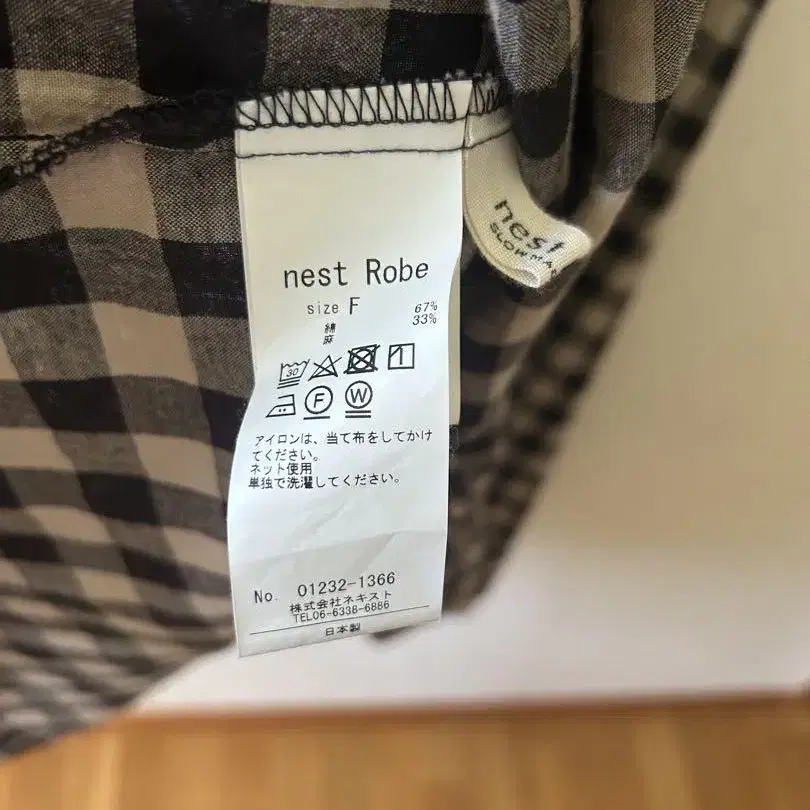 nest Robe
size F
綿 67%
麻 33%
30
F W
アイロンは、当て布をしてかけ
てください。
ネット使用
単独で洗濯してください。
No. 01232-1366
株式会社ネキスト
TEL06-6338-6886
日本製
nest
SLOW MA